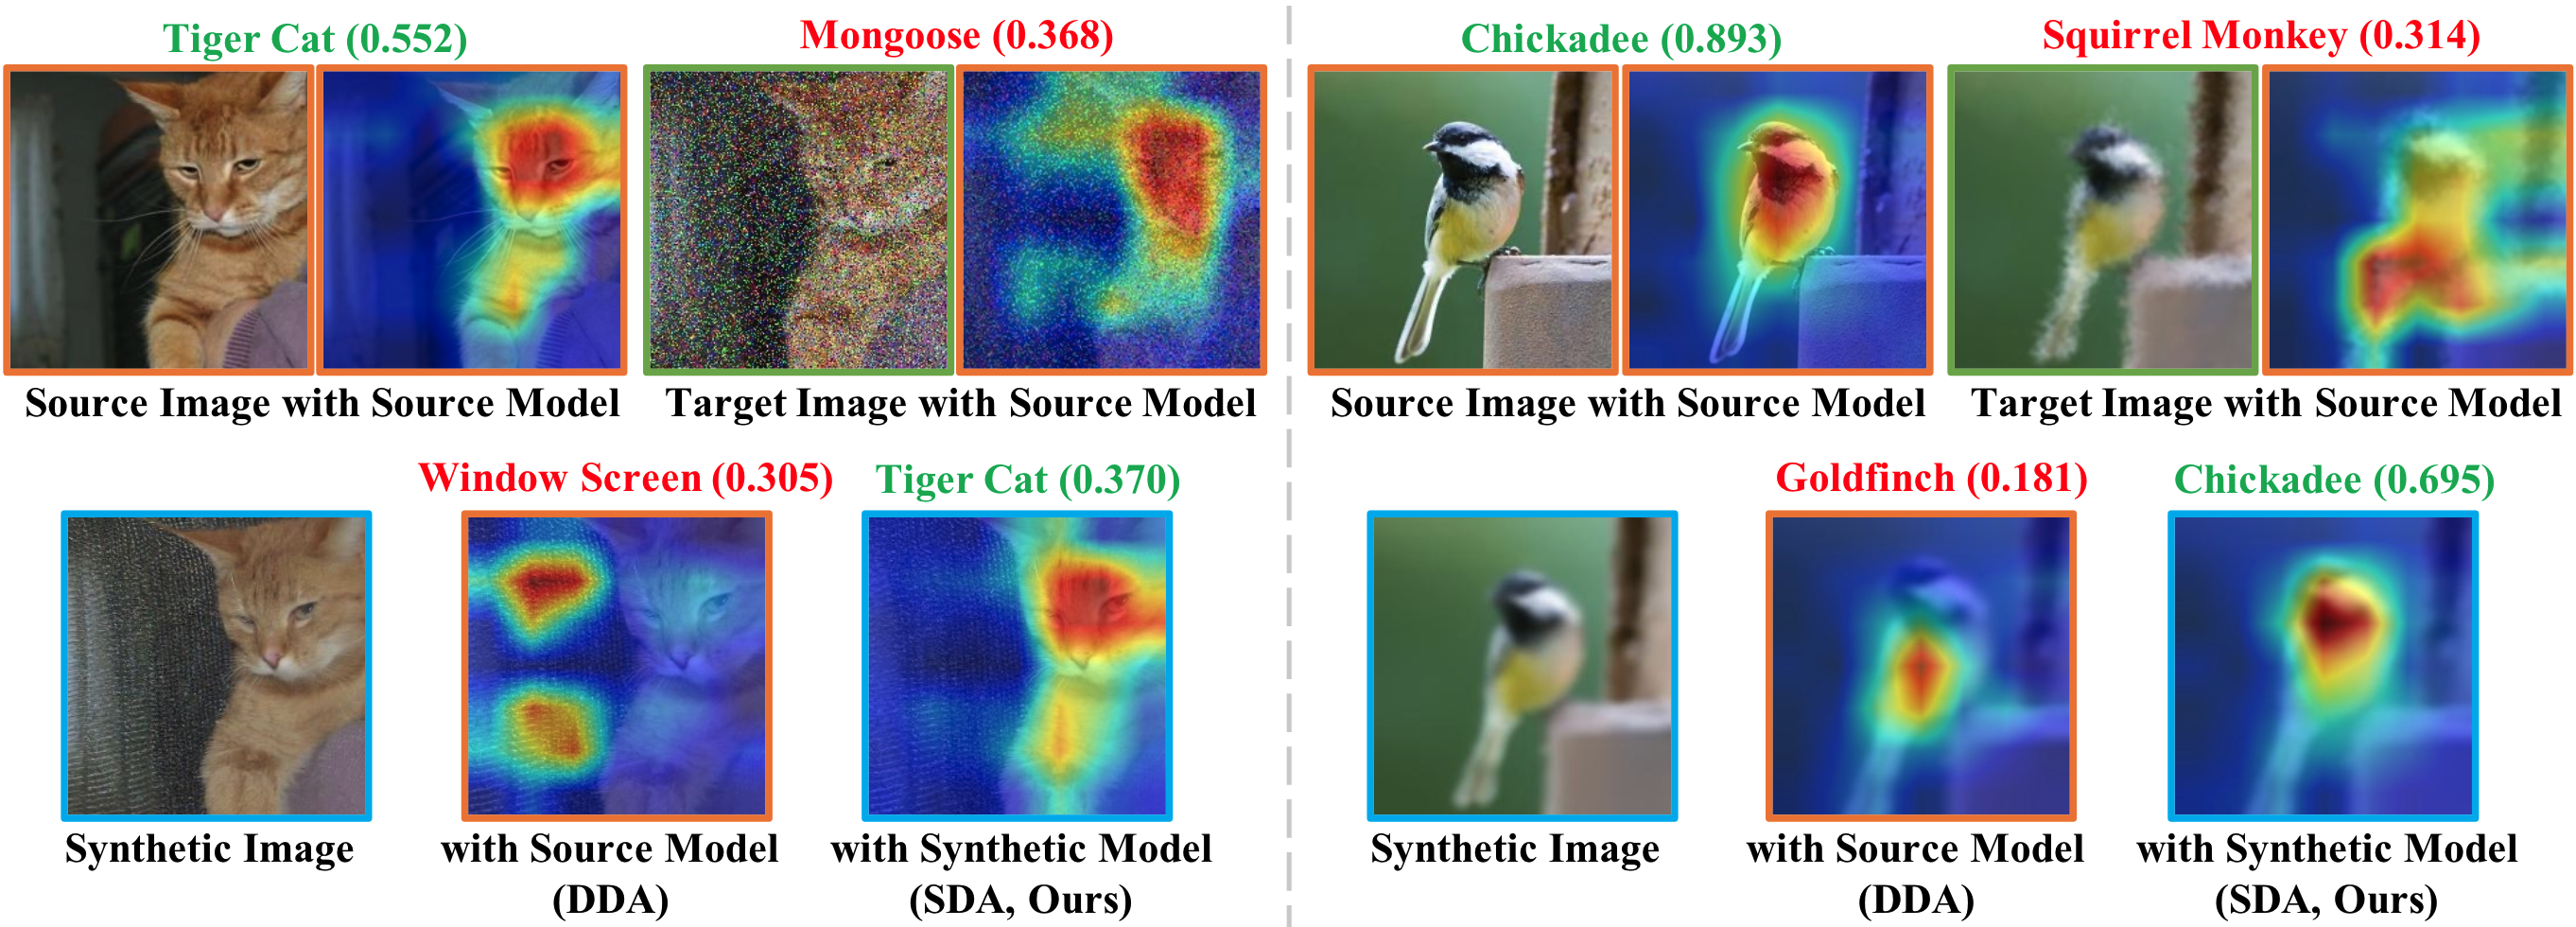 Tiger Cat (0.552)
Mongoose (0.368)
Source Image with Source Model
Target Image with Source Model
Window Screen (0.305)
Tiger Cat (0.370)
Synthetic Image
with Source Model
(DDA)
with Synthetic Model
(SDA, Ours)
Chickadee (0.893)
Squirrel Monkey (0.314)
Source Image with Source Model
Target Image with Source Model
Goldfinch (0.181)
Chickadee (0.695)
Synthetic Image
with Source Model
(DDA)
with Synthetic Model
(SDA, Ours)